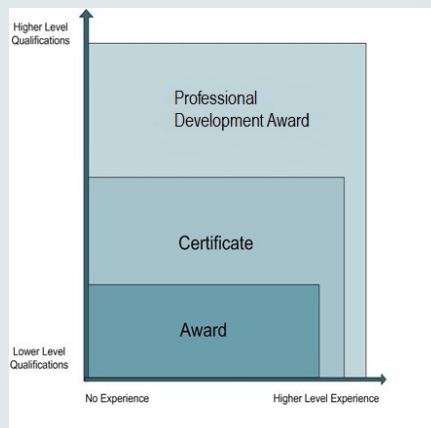 Higher Level
Qualifications
Professional
Development Award
Certificate
Award
Lower Level
Qualifications
No Experience
Higher Level Experience